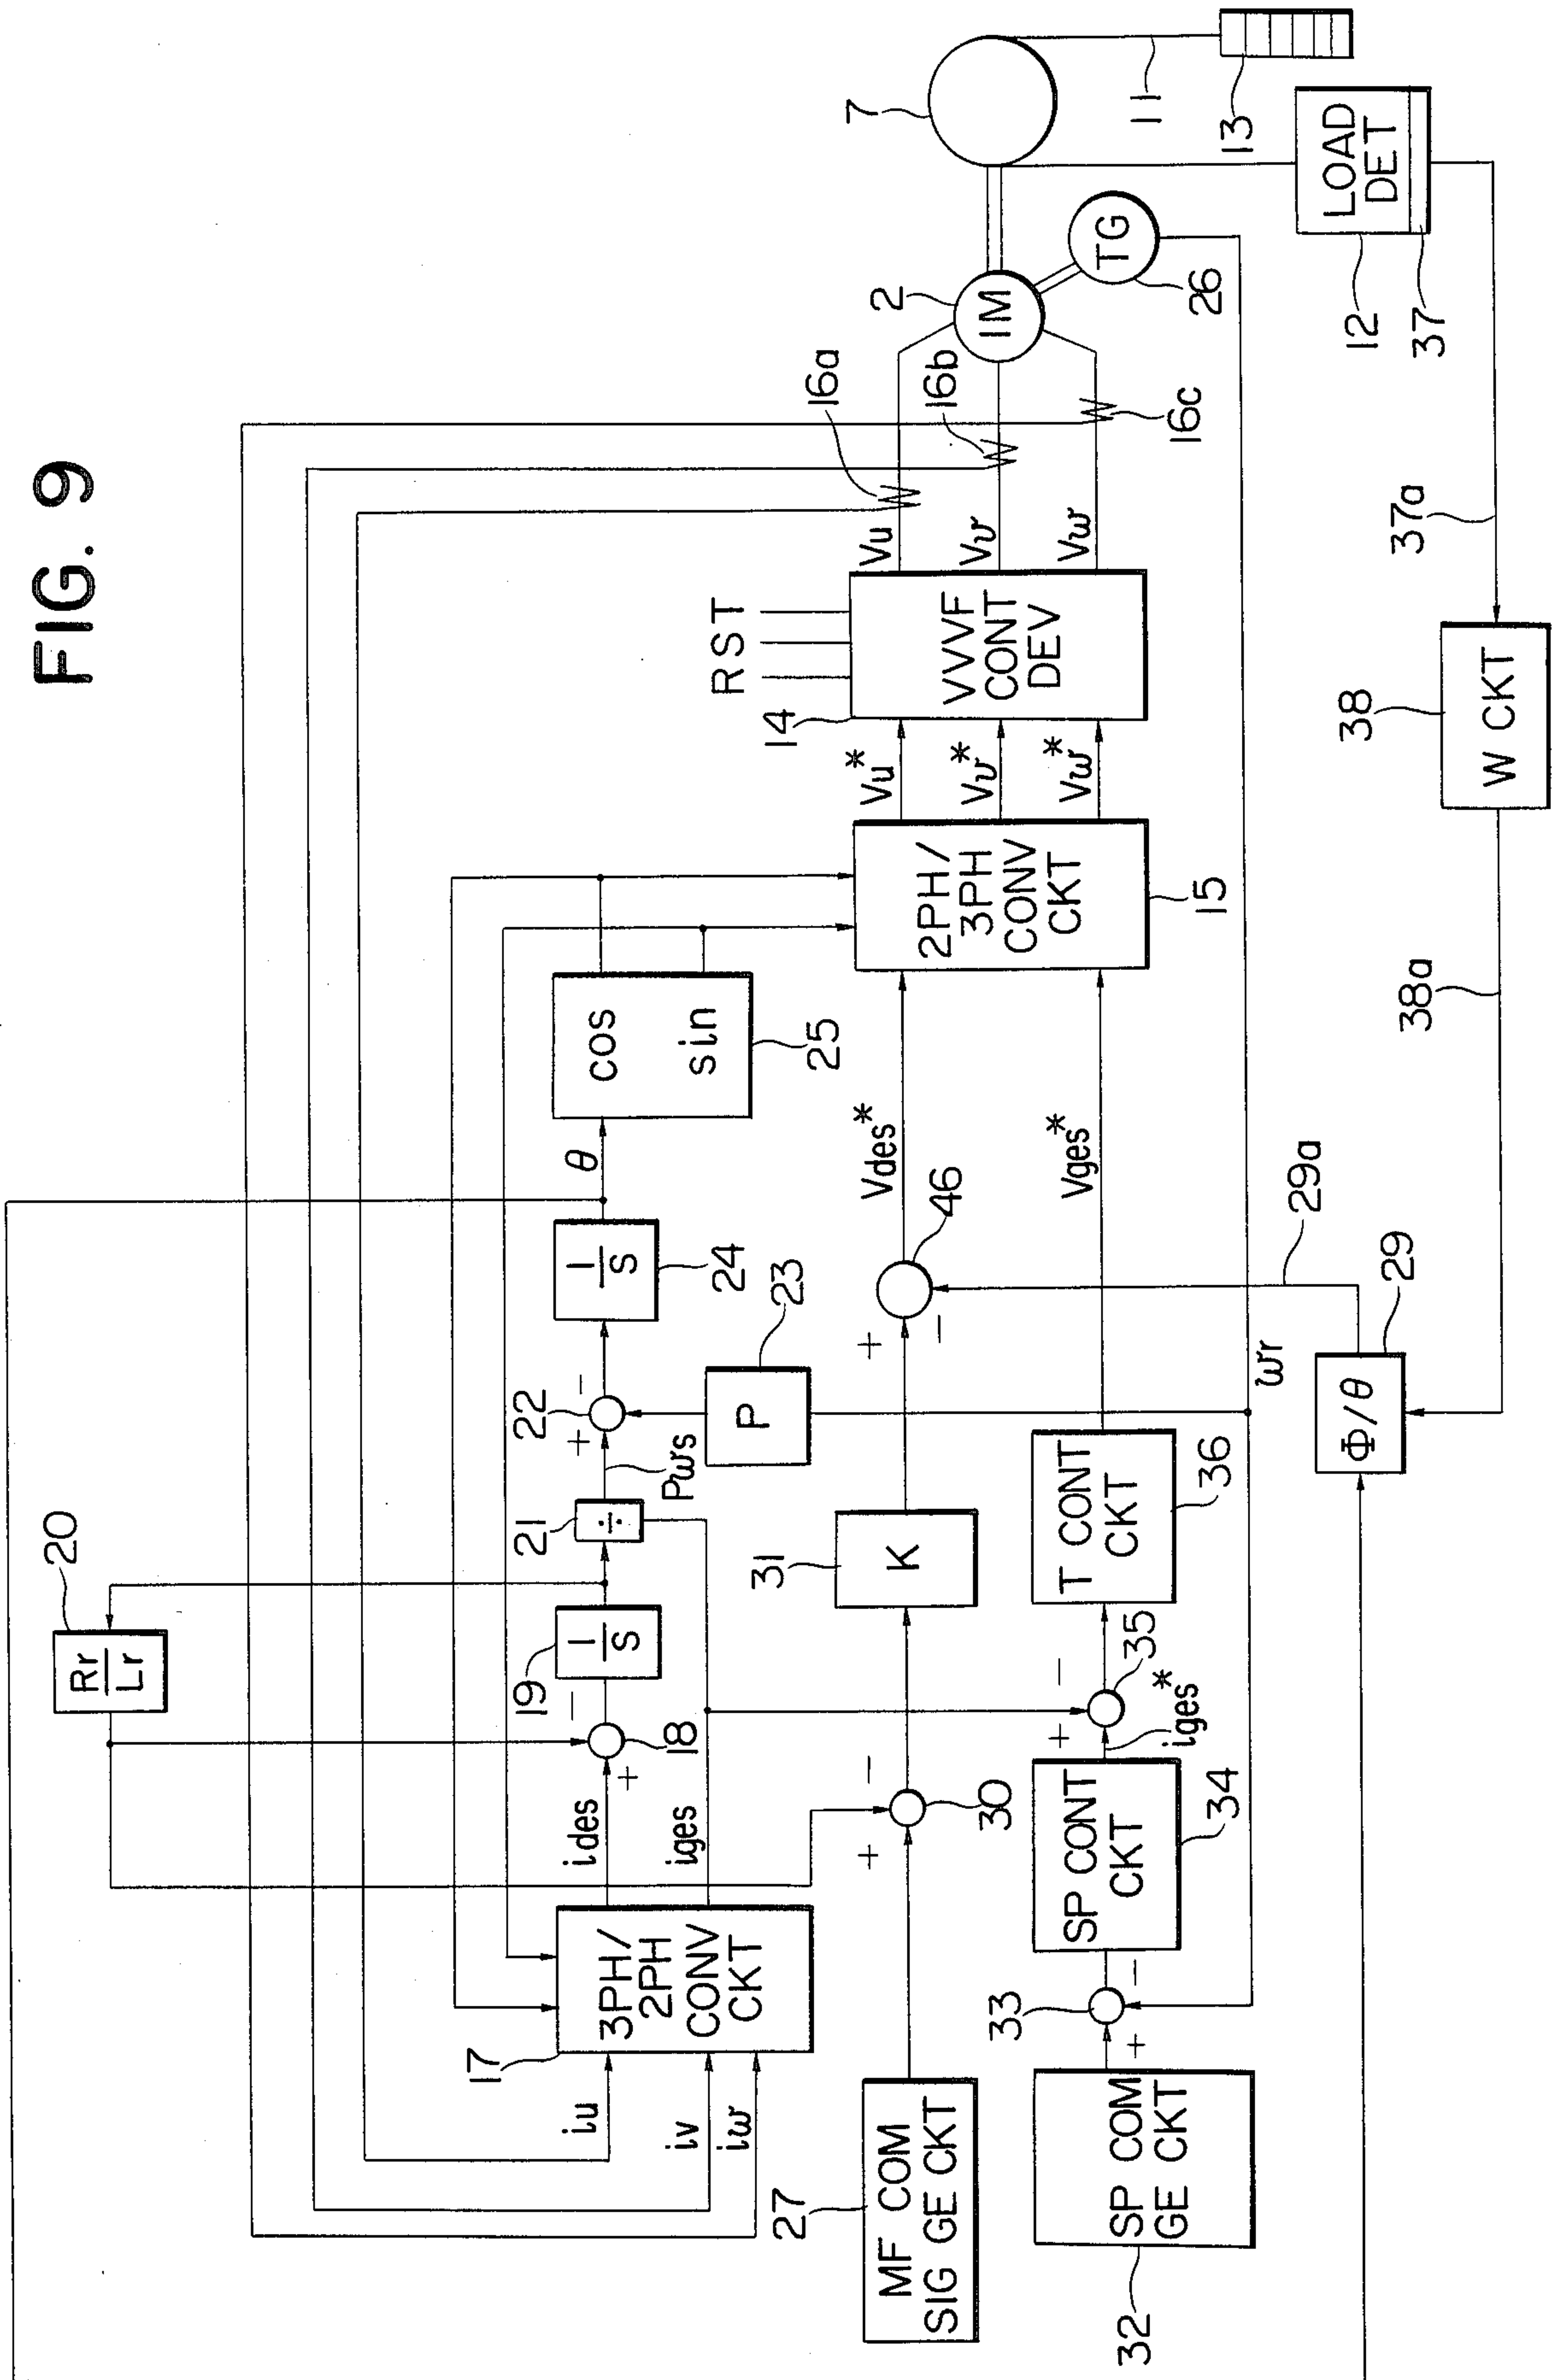 FIG. 9
20
Rr
Lr
19
1
S
21
÷
Pws
22
+
-
23
P
24
1
S
θ
25
cos
sin
18
+
-
ides
iges
17
3PH/
2PH
CONV
CKT
iu
iv
iw
27
MF COM
SIG GE CKT
30
+
-
31
K
46
+
-
Vdes*
Vges*
15
2PH/
3PH
CONV
CKT
Vu*
Vv*
Vw*
14
VVVF
CONT
DEV
R S T
Vu
Vv
Vw
16a
16b
16c
2
IM
7
TG
26
11
13
12
LOAD
DET
37
37a
38
W CKT
38a
29
Φ/θ
29a
wr
32
SP COM
GE CKT
33
+
-
34
SP CONT
CKT
iges*
35
+
-
36
T CONT
CKT